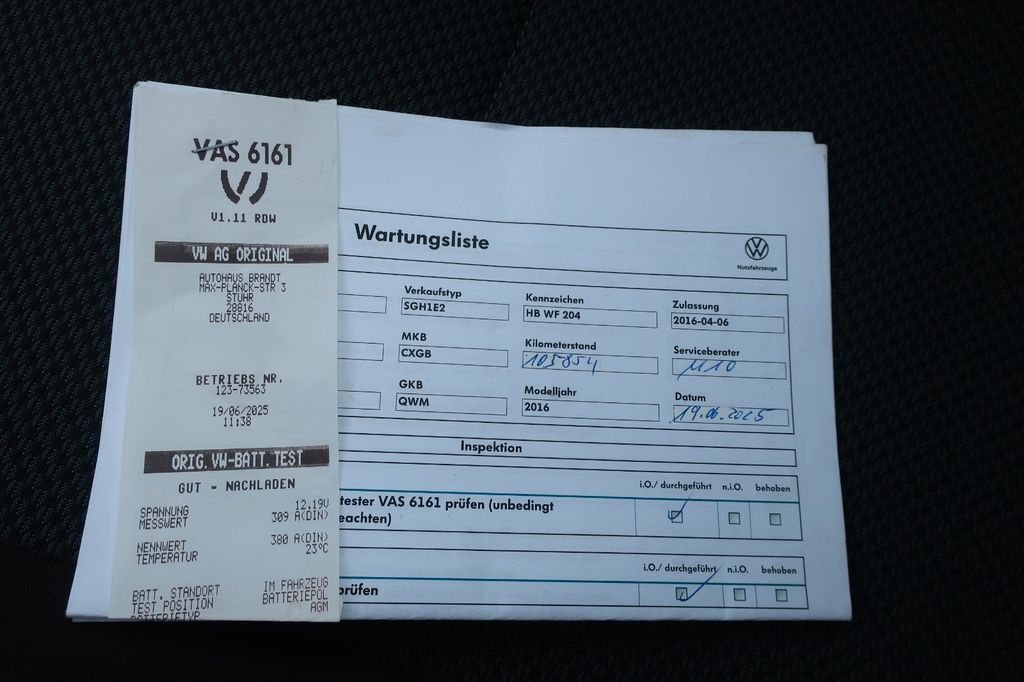 VAS 6161
V1.11 RDW
VW AG ORIGINAL
AUTOHAUS BRANDT
MAX-PLANCK-STR 3
STUHR
28816
DEUTSCHLAND
BETRIEBS NR.
123-73563
19/06/2025
11:38
ORIG. VW-BATT. TEST
GUT - NACHLADEN
SPANNUNG 12.19V
MESSWERT 309 A(DIN)
NENNWERT 380 A(DIN)
TEMPERATUR 23°C
BATT. STANDORT IM FAHRZEUG
TEST POSITION BATTERIEPOL
BATTERIETYP AGM
Wartungsliste
Nutzfahrzeuge
Verkaufstyp Kennzeichen Zulassung
SGH1E2 HB WF 204 2016-04-06
MKB Kilometerstand Serviceberater
CXGB 105854
GKB Modelljahr Datum
QWM 2016 19.06.2025
Inspektion
i.O./ durchgeführt n.i.O. behoben
tester VAS 6161 prüfen (unbedingt
eachten)
i.O./ durchgeführt n.i.O. behoben
prüfen